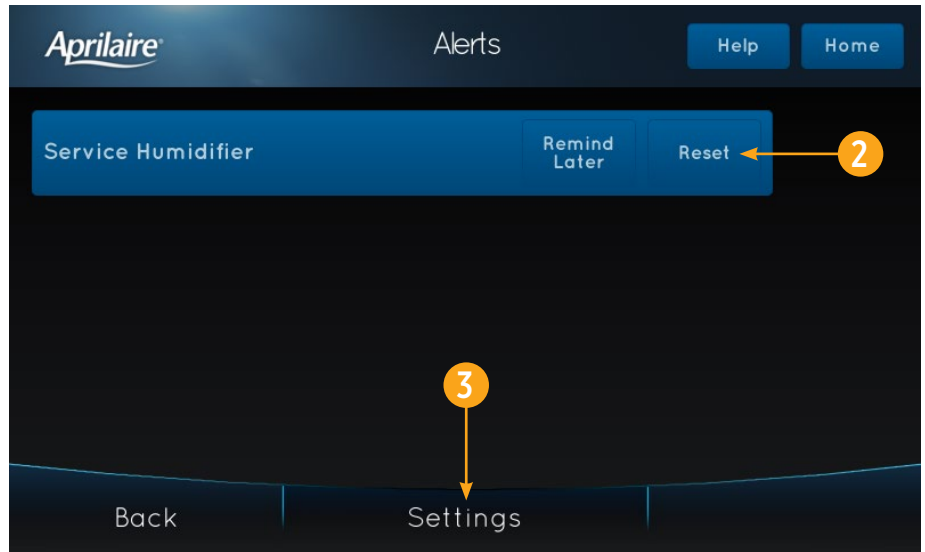 Aprilaire®
Alerts
Help
Home
Service Humidifier
Remind
Later
Reset
2
3
Back
Settings